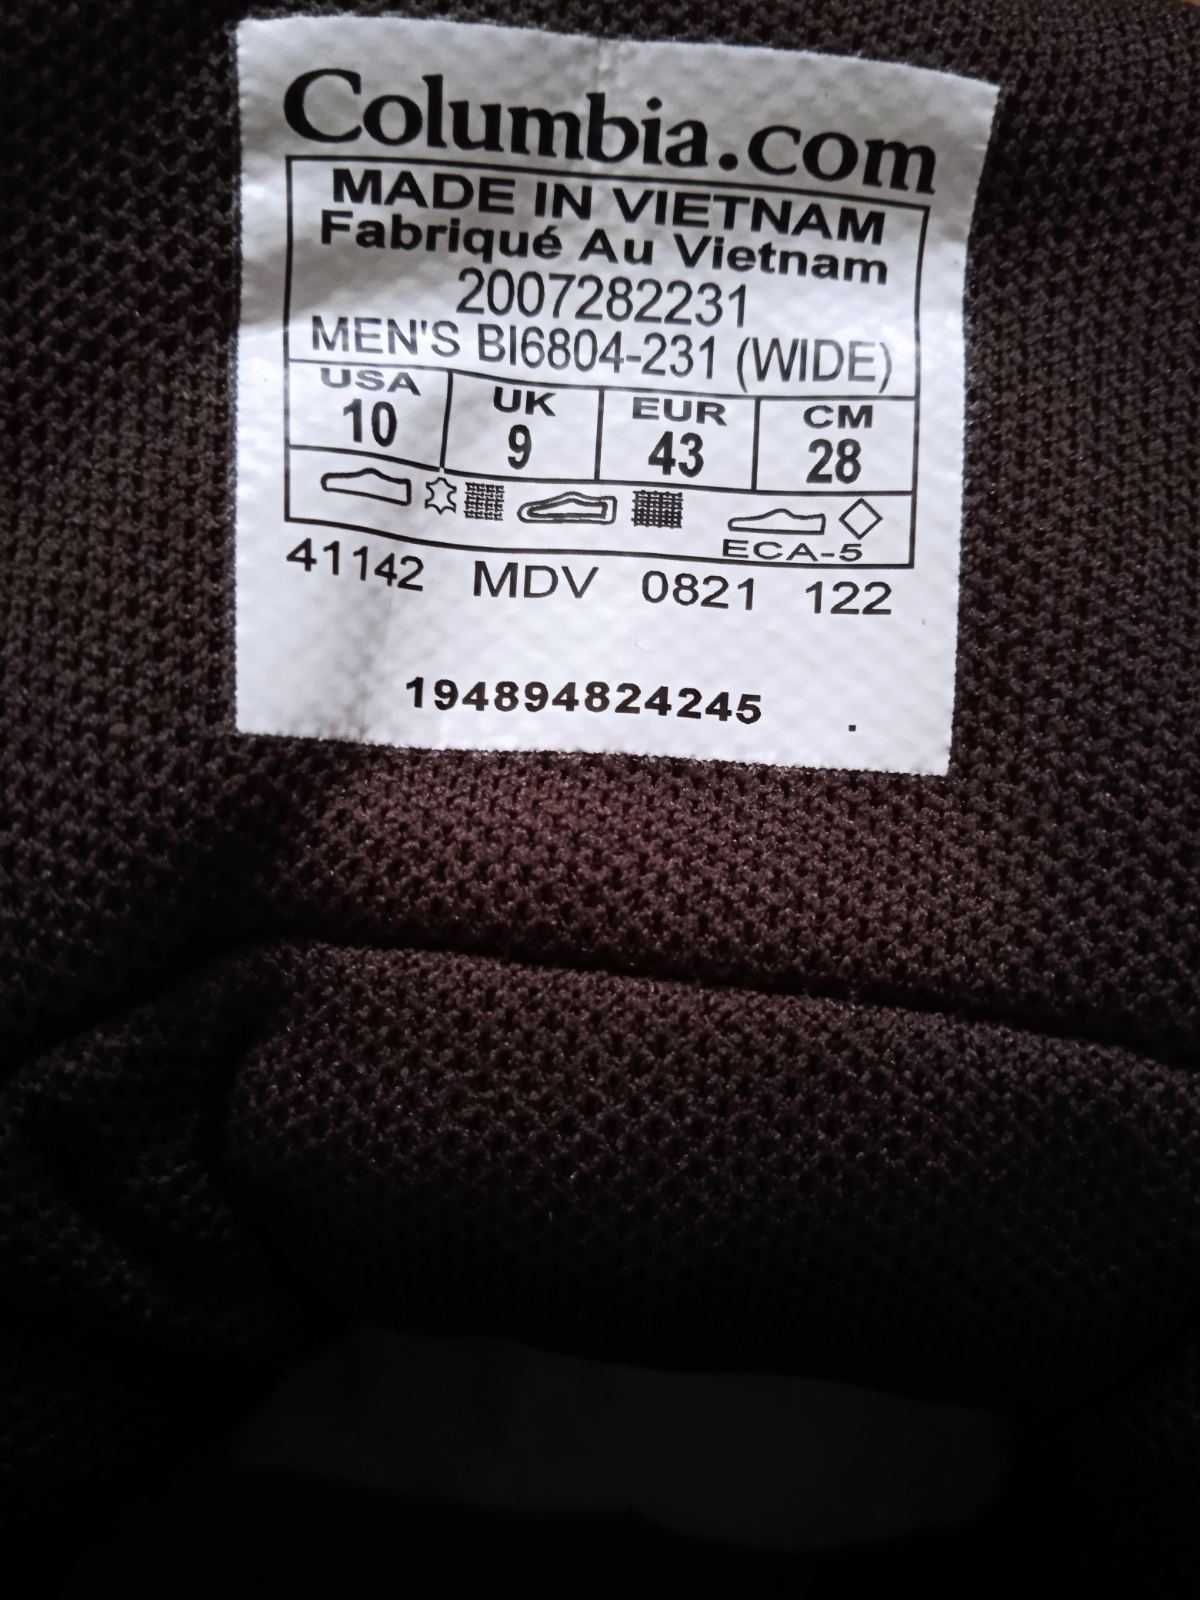 Columbia.com
MADE IN VIETNAM
Fabriqué Au Vietnam
2007282231
MEN'S BI6804-231 (WIDE)
USA UK EUR CM
10 9 43 28
ECA-5
41142 MDV 0821 122
194894824245 .